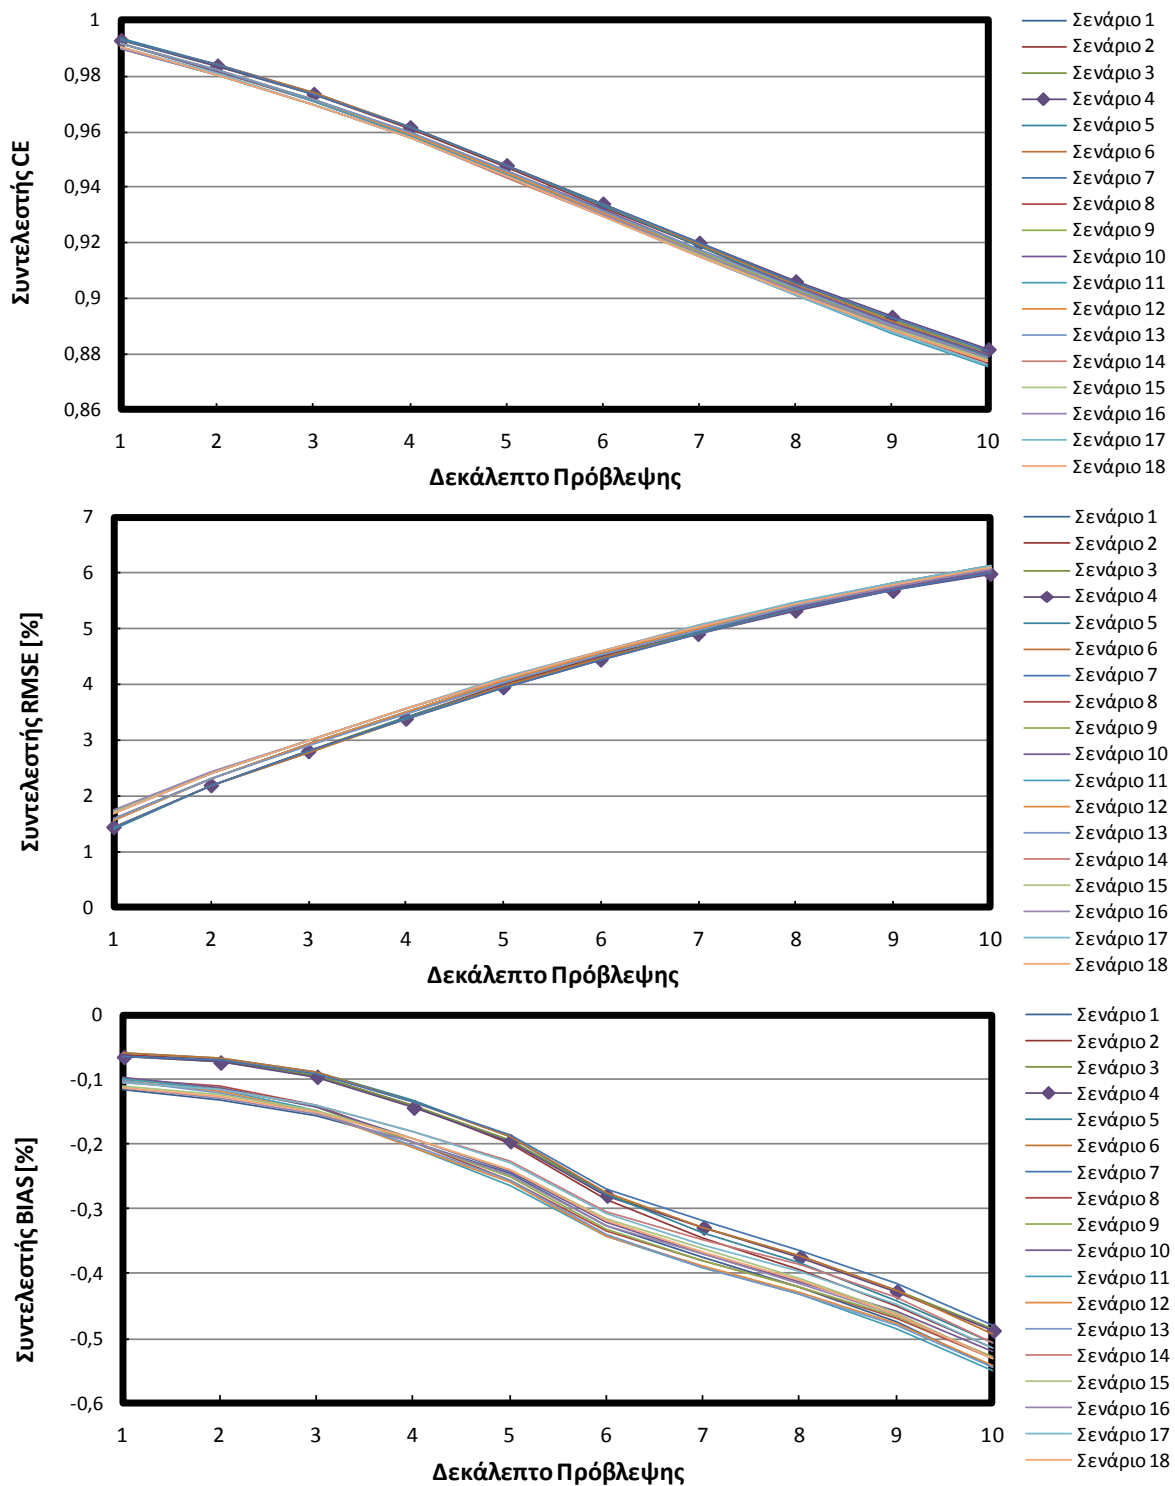 1
0,98
0,96
0,94
0,92
0,9
0,88
0,86
Συντελεστής CE
1 2 3 4 5 6 7 8 9 10
Δεκάλεπτο Πρόβλεψης
Σενάριο 1
Σενάριο 2
Σενάριο 3
Σενάριο 4
Σενάριο 5
Σενάριο 6
Σενάριο 7
Σενάριο 8
Σενάριο 9
Σενάριο 10
Σενάριο 11
Σενάριο 12
Σενάριο 13
Σενάριο 14
Σενάριο 15
Σενάριο 16
Σενάριο 17
Σενάριο 18
7
6
5
4
3
2
1
0
Συντελεστής RMSE [%]
1 2 3 4 5 6 7 8 9 10
Δεκάλεπτο Πρόβλεψης
Σενάριο 1
Σενάριο 2
Σενάριο 3
Σενάριο 4
Σενάριο 5
Σενάριο 6
Σενάριο 7
Σενάριο 8
Σενάριο 9
Σενάριο 10
Σενάριο 11
Σενάριο 12
Σενάριο 13
Σενάριο 14
Σενάριο 15
Σενάριο 16
Σενάριο 17
Σενάριο 18
0
-0,1
-0,2
-0,3
-0,4
-0,5
-0,6
Συντελεστής BIAS [%]
1 2 3 4 5 6 7 8 9 10
Δεκάλεπτο Πρόβλεψης
Σενάριο 1
Σενάριο 2
Σενάριο 3
Σενάριο 4
Σενάριο 5
Σενάριο 6
Σενάριο 7
Σενάριο 8
Σενάριο 9
Σενάριο 10
Σενάριο 11
Σενάριο 12
Σενάριο 13
Σενάριο 14
Σενάριο 15
Σενάριο 16
Σενάριο 17
Σενάριο 18